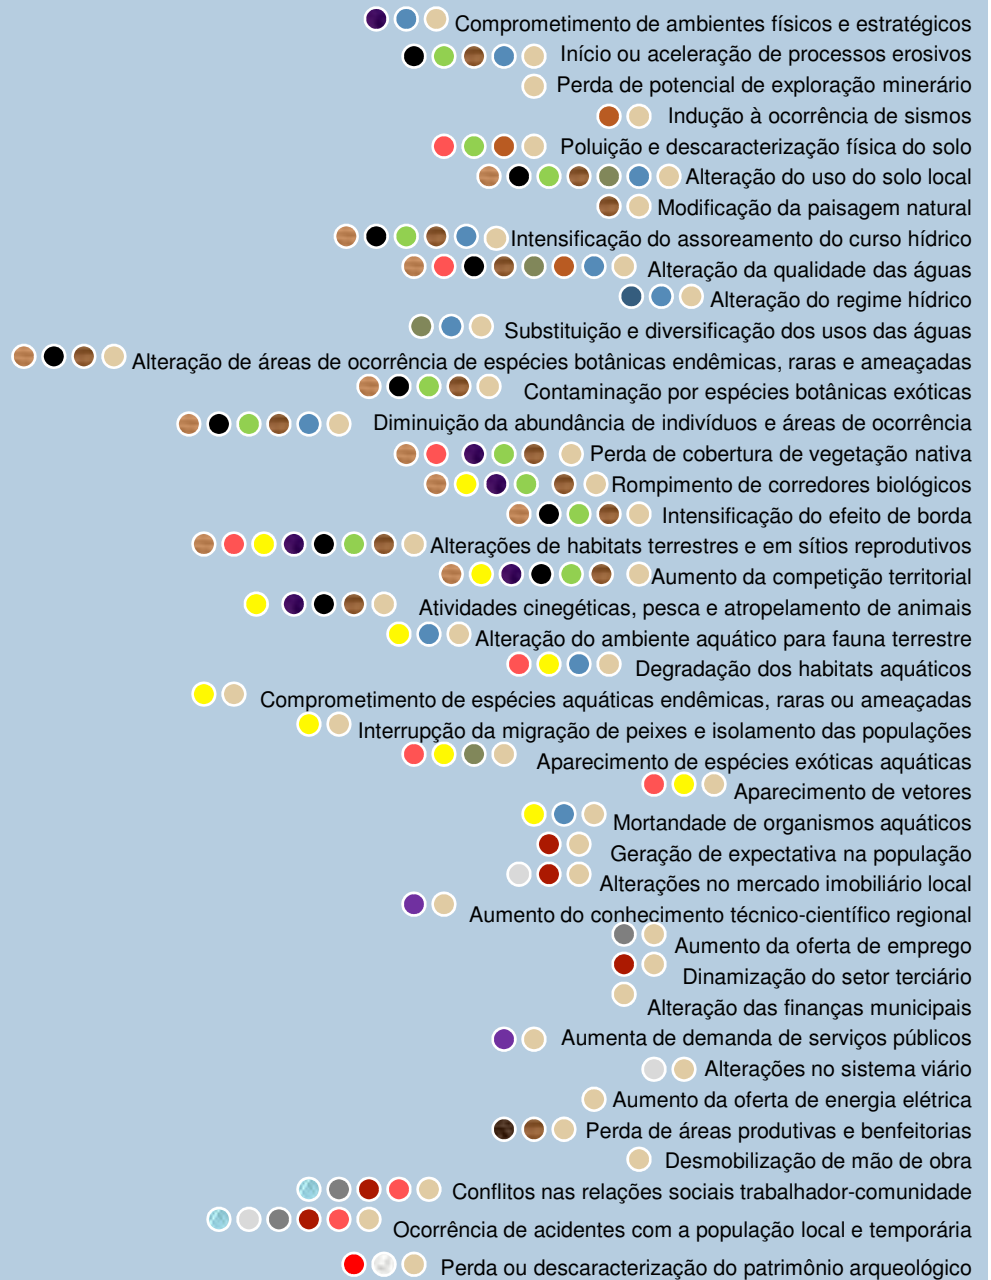 Comprometimento de ambientes físicos e estratégicos
Início ou aceleração de processos erosivos
Perda de potencial de exploração minerário
Indução à ocorrência de sismos
Poluição e descaracterização física do solo
Alteração do uso do solo local
Modificação da paisagem natural
Intensificação do assoreamento do curso hídrico
Alteração da qualidade das águas
Alteração do regime hídrico
Substituição e diversificação dos usos das águas
Alteração de áreas de ocorrência de espécies botânicas endêmicas, raras e ameaçadas
Contaminação por espécies botânicas exóticas
Diminuição da abundância de indivíduos e áreas de ocorrência
Perda de cobertura de vegetação nativa
Rompimento de corredores biológicos
Intensificação do efeito de borda
Alterações de habitats terrestres e em sítios reprodutivos
Aumento da competição territorial
Atividades cinegéticas, pesca e atropelamento de animais
Alteração do ambiente aquático para fauna terrestre
Degradação dos habitats aquáticos
Comprometimento de espécies aquáticas endêmicas, raras ou ameaçadas
Interrupção da migração de peixes e isolamento das populações
Aparecimento de espécies exóticas aquáticas
Aparecimento de vetores
Mortandade de organismos aquáticos
Geração de expectativa na população
Alterações no mercado imobiliário local
Aumento do conhecimento técnico-científico regional
Aumento da oferta de emprego
Dinamização do setor terciário
Alteração das finanças municipais
Aumenta de demanda de serviços públicos
Alterações no sistema viário
Aumento da oferta de energia elétrica
Perda de áreas produtivas e benfeitorias
Desmobilização de mão de obra
Conflitos nas relações sociais trabalhador-comunidade
Ocorrência de acidentes com a população local e temporária
Perda ou descaracterização do patrimônio arqueológico